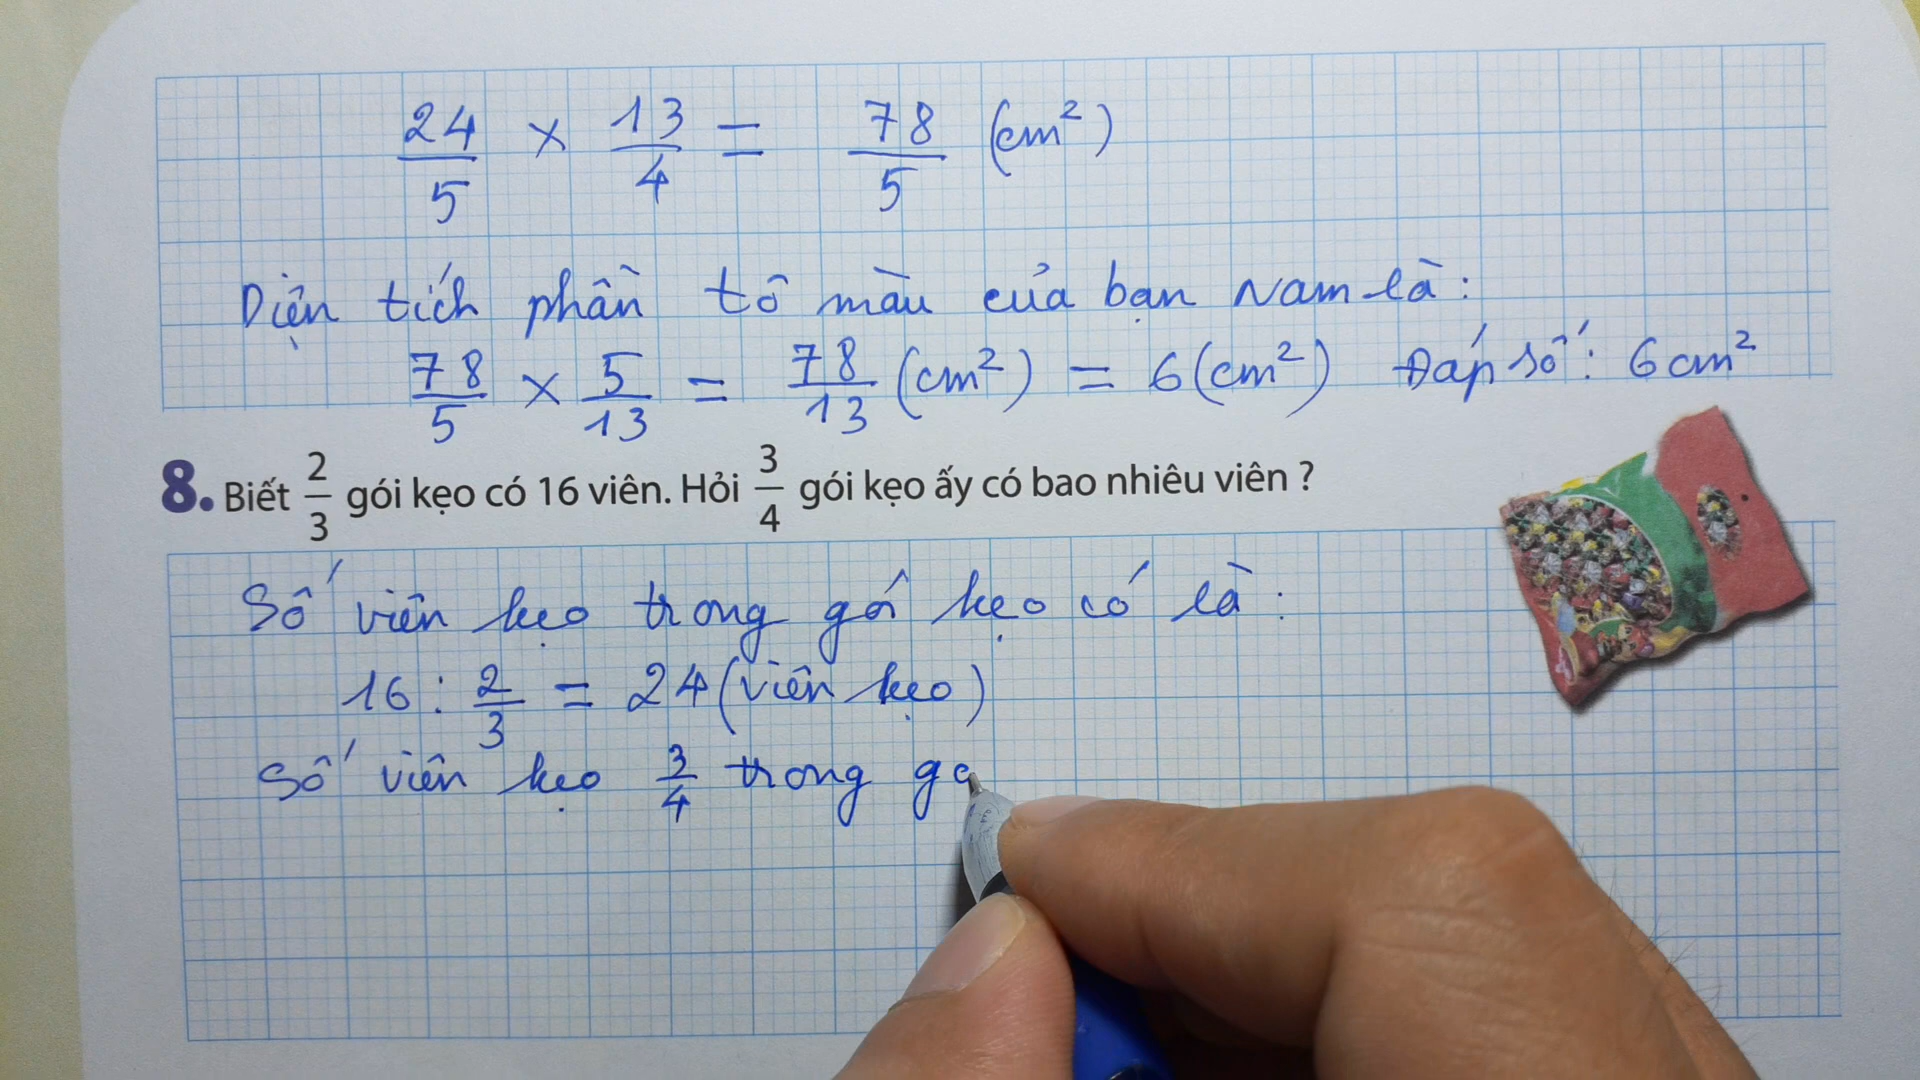 24/5 × 13/4 = 78/5 (cm²)
Diện tích phần tô màu của bạn Nam là:
78/5 × 5/13 = 78/13 (cm²) = 6 (cm²) Đáp số: 6 cm²
8. Biết 2/3 gói kẹo có 16 viên. Hỏi 3/4 gói kẹo ấy có bao nhiêu viên ?
Số viên kẹo trong gói kẹo có là:
16 : 2/3 = 24 (viên kẹo)
Số viên kẹo 3/4 trong go